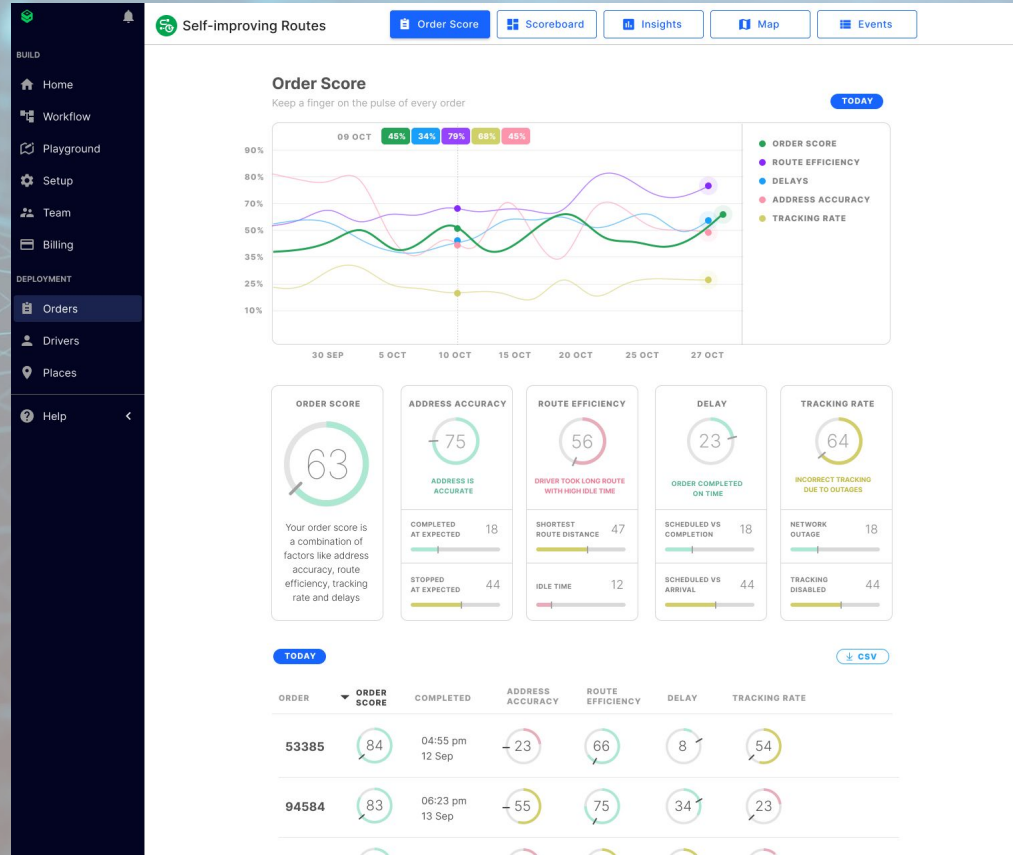 Self-improving Routes
Order Score
Scoreboard
Insights
Map
Events
BUILD
Home
Workflow
Playground
Setup
Team
Billing
DEPLOYMENT
Orders
Drivers
Places
Help
Order Score
Keep a finger on the pulse of every order
TODAY
09 OCT
45%
34%
79%
68%
45%
90%
80%
70%
50%
35%
25%
10%
30 SEP
5 OCT
10 OCT
15 OCT
20 OCT
25 OCT
27 OCT
ORDER SCORE
ROUTE EFFICIENCY
DELAYS
ADDRESS ACCURACY
TRACKING RATE
ORDER SCORE
63
Your order score is
a combination of
factors like address
accuracy, route
efficiency, tracking
rate and delays
ADDRESS ACCURACY
75
ADDRESS IS
ACCURATE
COMPLETED
AT EXPECTED
18
STOPPED
AT EXPECTED
44
ROUTE EFFICIENCY
56
DRIVER TOOK LONG ROUTE
WITH HIGH IDLE TIME
SHORTEST
ROUTE DISTANCE
47
IDLE TIME
12
DELAY
23
ORDER COMPLETED
ON TIME
SCHEDULED VS
COMPLETION
18
SCHEDULED VS
ARRIVAL
44
TRACKING RATE
64
INCORRECT TRACKING
DUE TO OUTAGES
NETWORK
OUTAGE
18
TRACKING
DISABLED
44
TODAY
CSV
ORDER
ORDER
SCORE
COMPLETED
ADDRESS
ACCURACY
ROUTE
EFFICIENCY
DELAY
TRACKING RATE
53385
84
04:55 pm
12 Sep
23
66
8
54
94584
83
06:23 pm
13 Sep
55
75
34
23